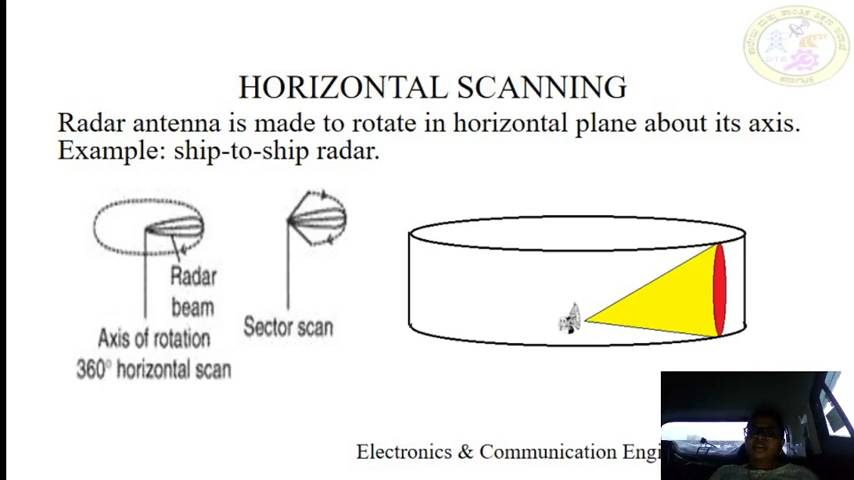 HORIZONTAL SCANNING
Radar antenna is made to rotate in horizontal plane about its axis.
Example: ship-to-ship radar.
Radar
beam
Axis of rotation
360° horizontal scan
Sector scan
Electronics & Communication Engi